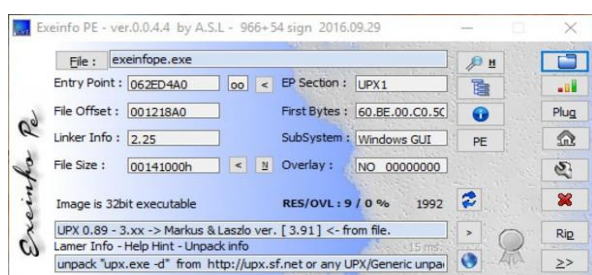 Exeinfo PE - ver.0.0.4.4 by A.S.L - 966+54 sign 2016.09.29
File : exeinfope.exe
H
Entry Point : 062ED4A0 oo < EP Section : UPX1
File Offset : 001218A0 First Bytes : 60.BE.00.C0.5C
Plug
Linker Info : 2.25 SubSystem : Windows GUI PE
File Size : 00141000h < N Overlay : NO 00000000
Image is 32bit executable RES/OVL : 9 / 0 % 1992
UPX 0.89 - 3.xx -> Markus & Laszlo ver. [ 3.91 ] <- from file. > Rip
Lamer Info - Help Hint - Unpack info 15 ms.
unpack "upx.exe -d" from http://upx.sf.net or any UPX/Generic unpa >>
Exeinfo Pe